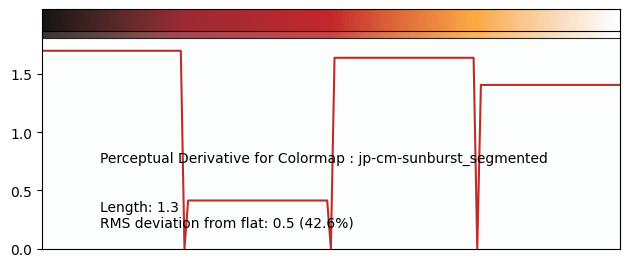 1.5
1.0
Perceptual Derivative for Colormap : jp-cm-sunburst_segmented
0.5
Length: 1.3
RMS deviation from flat: 0.5 (42.6%)
0.0